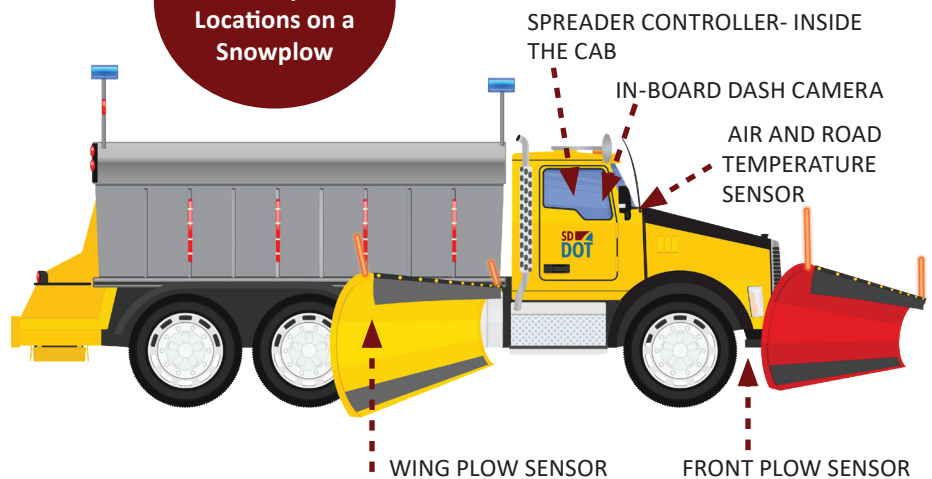 Locations on a
Snowplow
SPREADER CONTROLLER- INSIDE
THE CAB
IN-BOARD DASH CAMERA
AIR AND ROAD
TEMPERATURE
SENSOR
SD
DOT
WING PLOW SENSOR
FRONT PLOW SENSOR